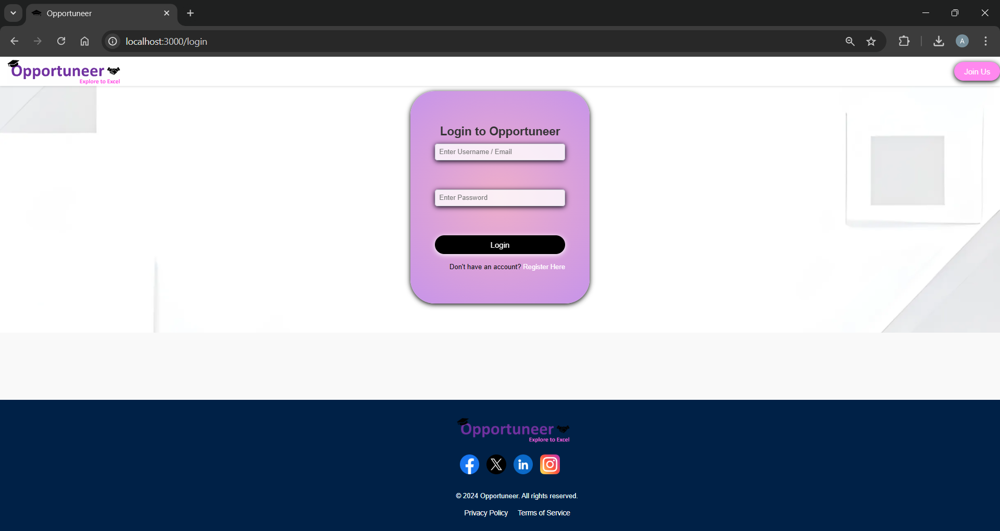 Opportuneer
localhost:3000/login
A
Opportuneer
Explore to Excel
Join Us
Login to Opportuneer
Enter Username / Email
Enter Password
Login
Don't have an account? Register Here
Opportuneer
Explore to Excel
© 2024 Opportuneer. All rights reserved.
Privacy Policy Terms of Service